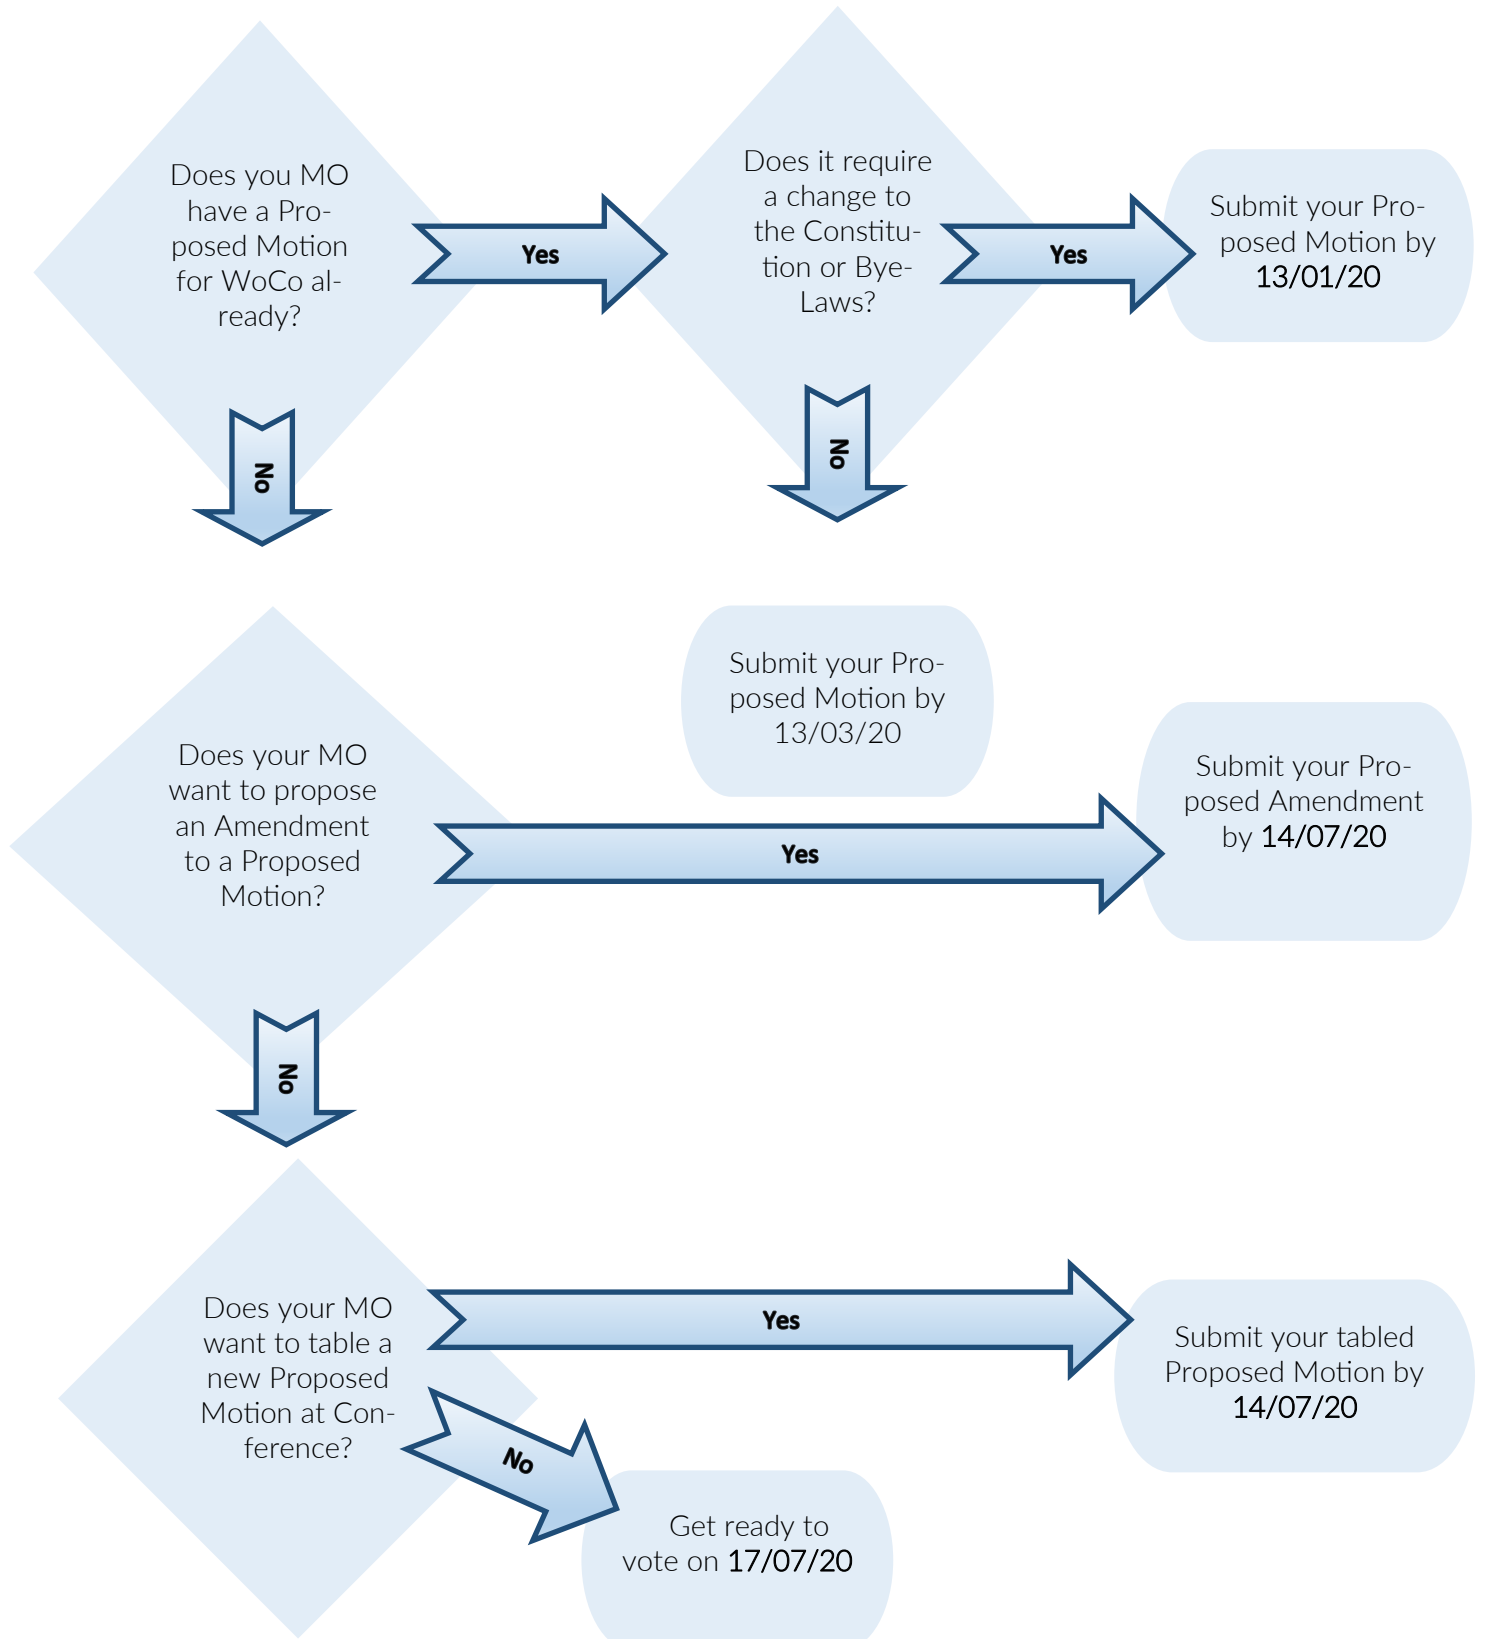 Does you MO
have a Pro-
posed Motion
for WoCo al-
ready?
Yes
Does it require
a change to
the Constitu-
tion or Bye-
Laws?
Yes
Submit your Pro-
posed Motion by
13/01/20
No
No
Submit your Pro-
posed Motion by
13/03/20
Does your MO
want to propose
an Amendment
to a Proposed
Motion?
Yes
Submit your Pro-
posed Amendment
by 14/07/20
No
Does your MO
want to table a
new Proposed
Motion at Con-
ference?
Yes
Submit your tabled
Proposed Motion by
14/07/20
No
Get ready to
vote on 17/07/20